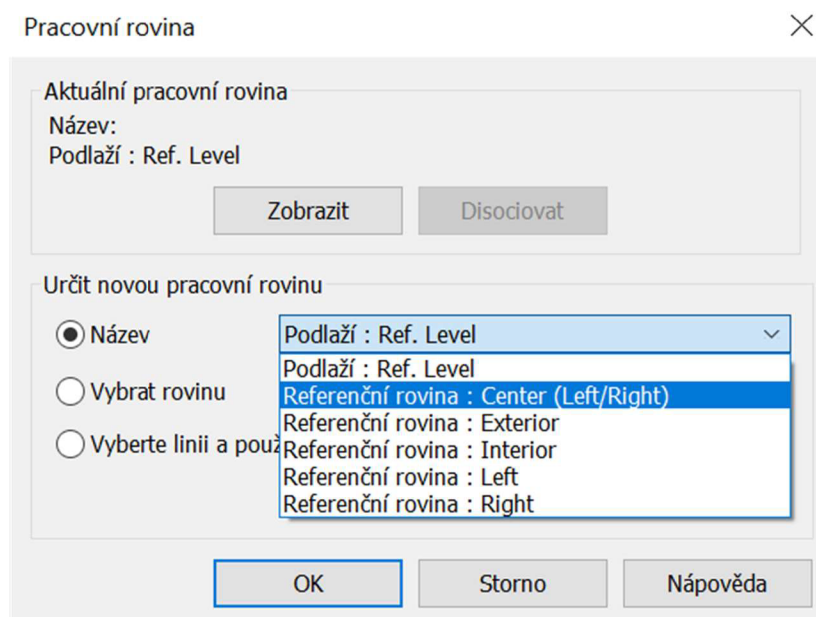 Pracovní rovina
Aktuální pracovní rovina
Název:
Podlaží : Ref. Level
Zobrazit
Disociovat
Určit novou pracovní rovinu
Název
Podlaží : Ref. Level
Podlaží : Ref. Level
Referenční rovina : Center (Left/Right)
Vybrat rovinu
Referenční rovina : Exterior
Vyberte linii a
Referenční rovina : Interior
Referenční rovina : Left
Referenční rovina : Right
OK
Storno
Nápověda